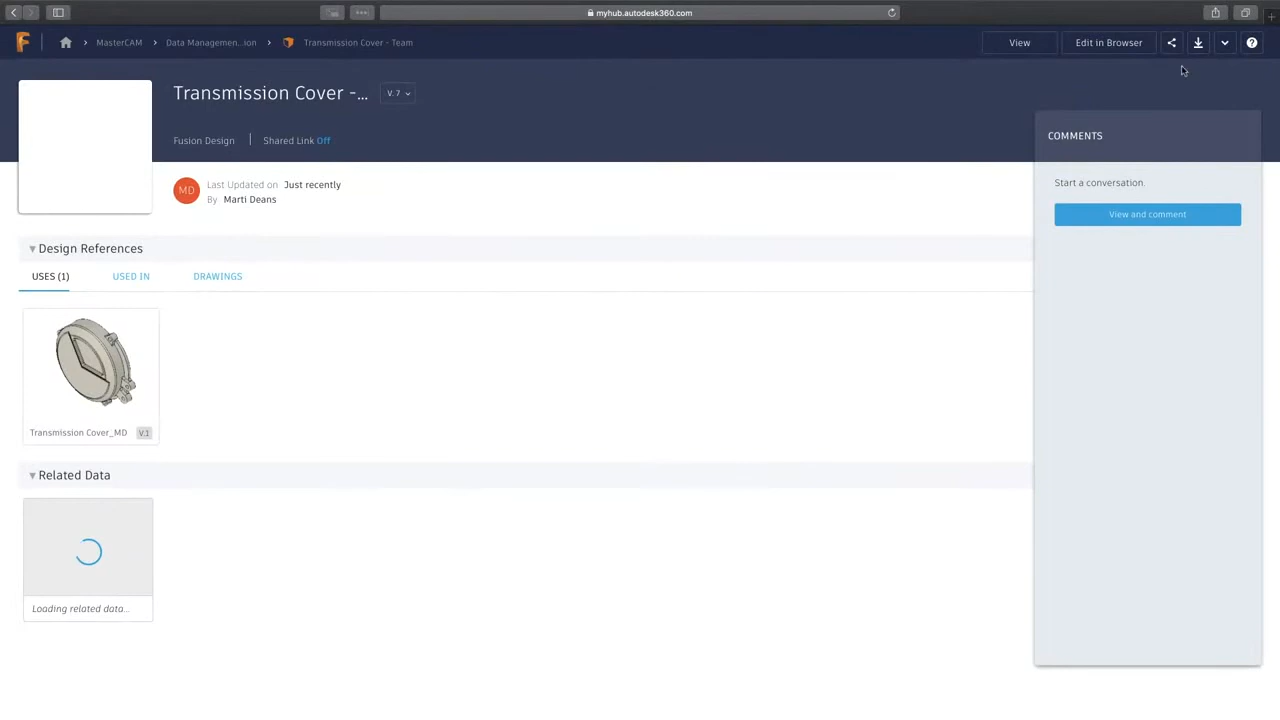 myhub.autodesk360.com
MasterCAM > Data Managemen...ion > Transmission Cover - Team
View
Edit in Browser
Transmission Cover -...
V. 7
Fusion Design | Shared Link Off
MD
Last Updated on Just recently
By Marti Deans
COMMENTS
Start a conversation.
View and comment
Design References
USES (1)
USED IN
DRAWINGS
Transmission Cover_MD
V.1
Related Data
Loading related data...